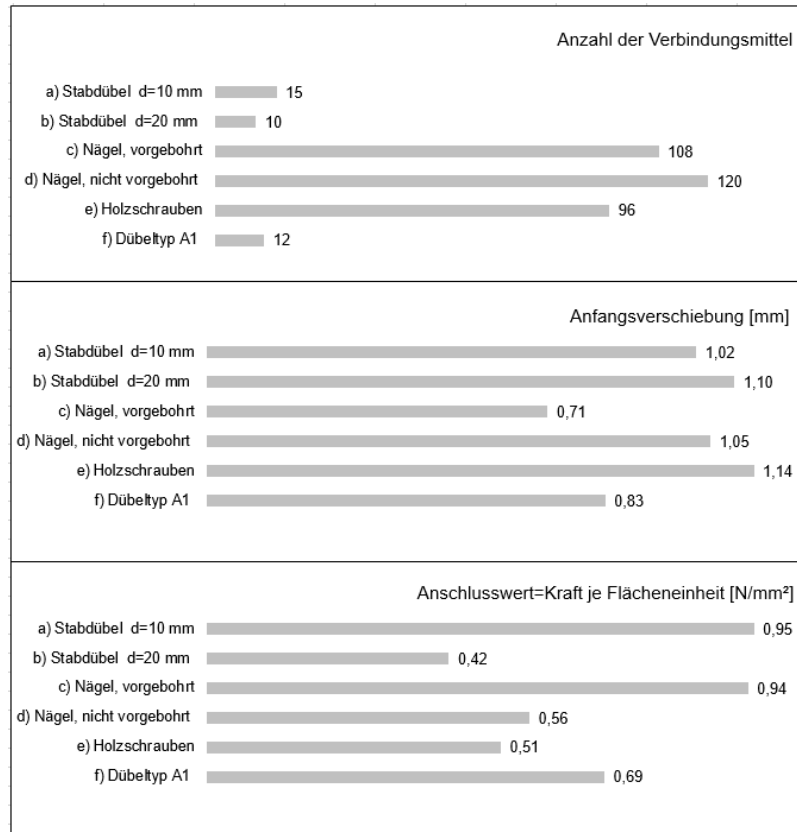 Anzahl der Verbindungsmittel
a) Stabdübel d=10 mm 15
b) Stabdübel d=20 mm 10
c) Nägel, vorgebohrt 108
d) Nägel, nicht vorgebohrt 120
e) Holzschrauben 96
f) Dübeltyp A1 12
Anfangsverschiebung [mm]
a) Stabdübel d=10 mm 1,02
b) Stabdübel d=20 mm 1,10
c) Nägel, vorgebohrt 0,71
d) Nägel, nicht vorgebohrt 1,05
e) Holzschrauben 1,14
f) Dübeltyp A1 0,83
Anschlusswert=Kraft je Flächeneinheit [N/mm²]
a) Stabdübel d=10 mm 0,95
b) Stabdübel d=20 mm 0,42
c) Nägel, vorgebohrt 0,94
d) Nägel, nicht vorgebohrt 0,56
e) Holzschrauben 0,51
f) Dübeltyp A1 0,69